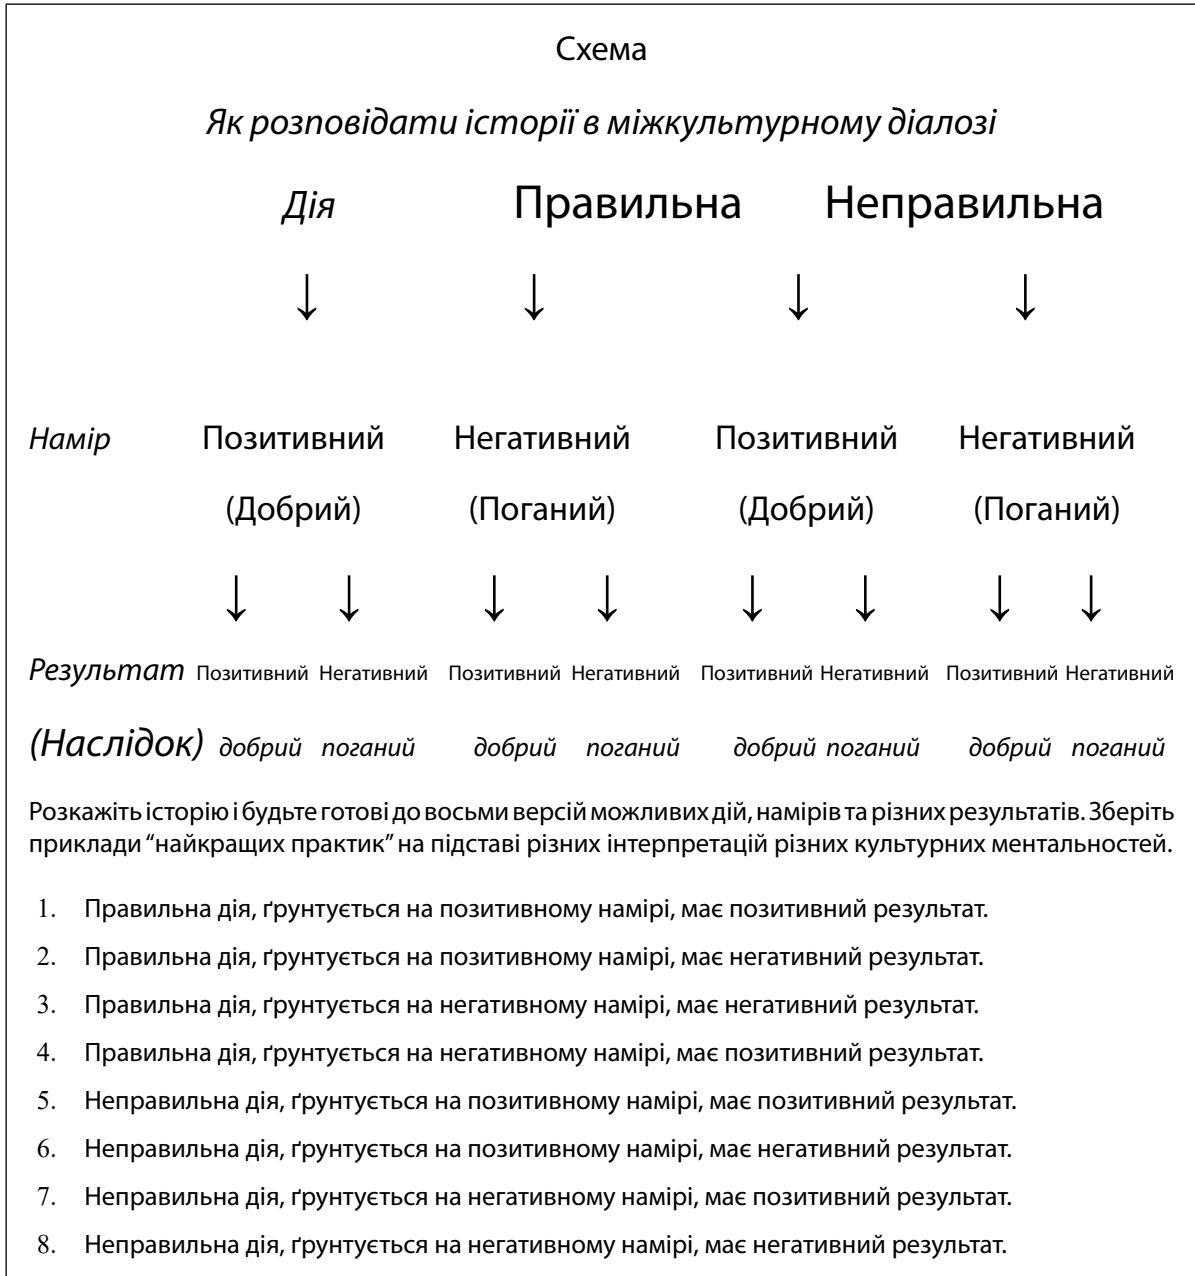 Схема
Як розповідати історії в міжкультурному діалозі
Дія Правильна Неправильна
↓ ↓ ↓ ↓
Намір Позитивний Негативний Позитивний Негативний
(Добрий) (Поганий) (Добрий) (Поганий)
↓ ↓ ↓ ↓ ↓ ↓ ↓ ↓
Результат Позитивний Негативний Позитивний Негативний Позитивний Негативний Позитивний Негативний
(Наслідок) добрий поганий добрий поганий добрий поганий добрий поганий
Розкажіть історію і будьте готові до восьми версій можливих дій, намірів та різних результатів. Зберіть
приклади “найкращих практик” на підставі різних інтерпретацій різних культурних ментальностей.
1. Правильна дія, ґрунтується на позитивному намірі, має позитивний результат.
2. Правильна дія, ґрунтується на позитивному намірі, має негативний результат.
3. Правильна дія, ґрунтується на негативному намірі, має негативний результат.
4. Правильна дія, ґрунтується на негативному намірі, має позитивний результат.
5. Неправильна дія, ґрунтується на позитивному намірі, має позитивний результат.
6. Неправильна дія, ґрунтується на позитивному намірі, має негативний результат.
7. Неправильна дія, ґрунтується на негативному намірі, має позитивний результат.
8. Неправильна дія, ґрунтується на негативному намірі, має негативний результат.